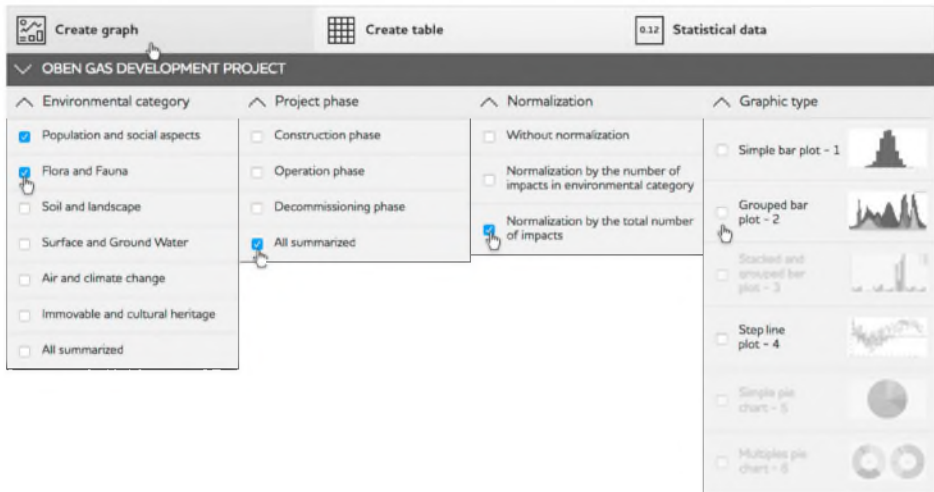 Create graph
Create table
0.12 Statistical data
OBEN GAS DEVELOPMENT PROJECT
Environmental category
Population and social aspects
Flora and Fauna
Soil and landscape
Surface and Ground Water
Air and climate change
Immovable and cultural heritage
All summarized
Project phase
Construction phase
Operation phase
Decommissioning phase
All summarized
Normalization
Without normalization
Normalization by the number of
impacts in environmental category
Normalization by the total number
of impacts
Graphic type
Simple bar plot - 1
Grouped bar
plot - 2
Stacked and
grouped bar
plot - 3
Step line
plot - 4
Simple pie
chart - 5
Multiples pie
chart - 6